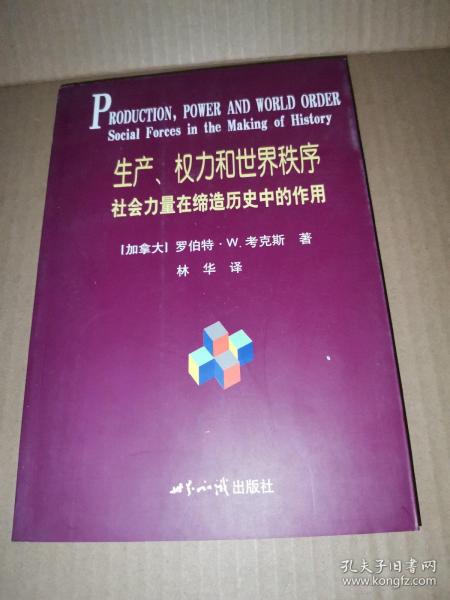 PRODUCTION, POWER AND WORLD ORDER
Social Forces in the Making of History
生产、权力和世界秩序
社会力量在缔造历史中的作用
[加拿大] 罗伯特·W.考克斯 著
林 华 译
世界知识出版社
孔夫子旧书网
www.kongfz.com